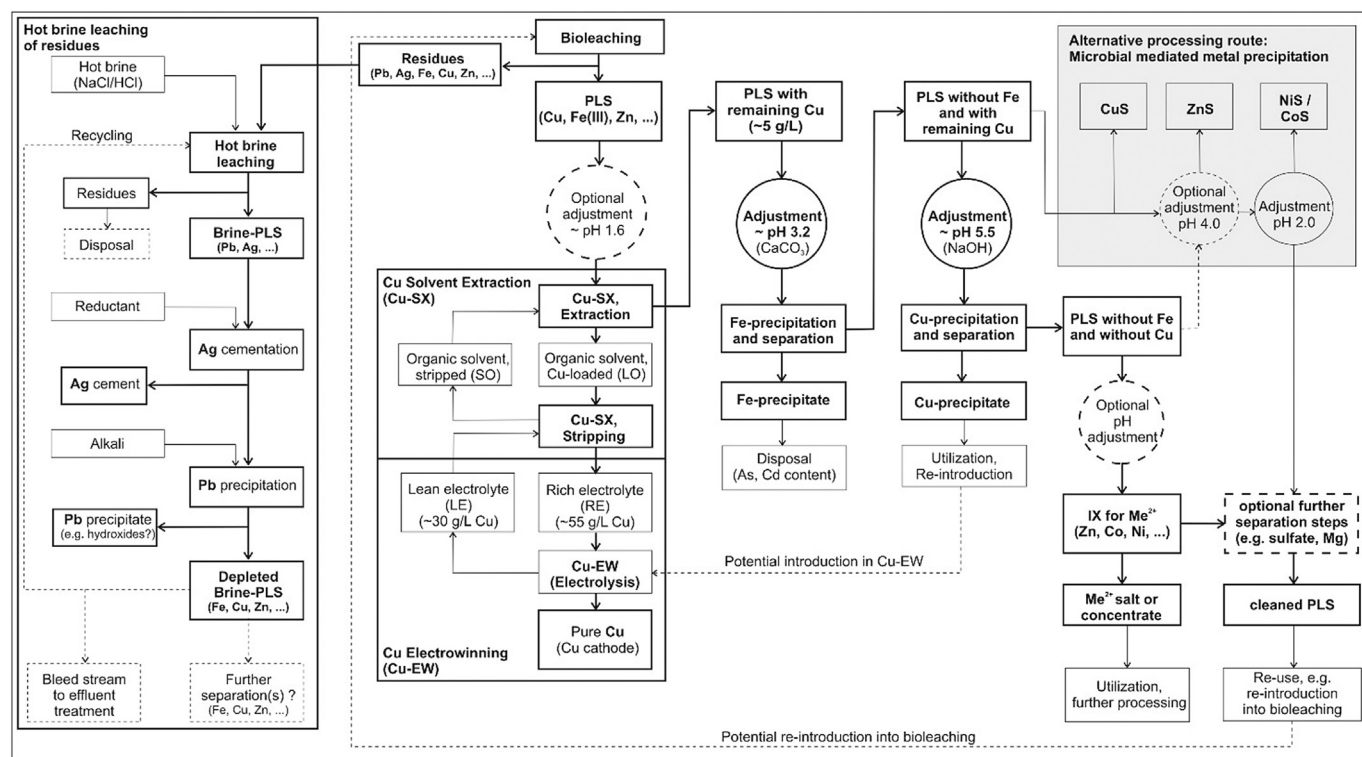 Hot brine leaching
of residues
Hot brine
(NaCl/HCl)
Recycling
Hot brine
leaching
Residues
Disposal
Brine-PLS
(Pb, Ag, ...)
Reductant
Ag cementation
Ag cement
Alkali
Pb precipitation
Pb precipitate
(e.g. hydroxides?)
Depleted
Brine-PLS
(Fe, Cu, Zn, ...)
Bleed stream
to effluent
treatment
Further
separation(s) ?
(Fe, Cu, Zn, ...)
Bioleaching
Residues
(Pb, Ag, Fe, Cu, Zn, ...)
PLS
(Cu, Fe(III), Zn, ...)
Optional
adjustment
~ pH 1.6
Cu Solvent Extraction
(Cu-SX)
Cu-SX,
Extraction
Organic solvent,
stripped (SO)
Organic solvent,
Cu-loaded (LO)
Cu-SX,
Stripping
Lean electrolyte
(LE)
(~30 g/L Cu)
Rich electrolyte
(RE)
(~55 g/L Cu)
Cu-EW
(Electrolysis)
Pure Cu
(Cu cathode)
Cu Electrowinning
(Cu-EW)
PLS with
remaining Cu
(~5 g/L)
Adjustment
~ pH 3.2
(CaCO₃)
Fe-precipitation
and separation
Fe-precipitate
Disposal
(As, Cd content)
PLS without Fe
and with
remaining Cu
Adjustment
~ pH 5.5
(NaOH)
Cu-precipitation
and separation
Cu-precipitate
Utilization,
Re-introduction
Potential introduction in Cu-EW
Alternative processing route:
Microbial mediated metal precipitation
CuS
ZnS
NiS /
CoS
Optional
adjustment
pH 4.0
Adjustment
pH 2.0
PLS without Fe
and without Cu
Optional
pH
adjustment
IX for Me²⁺
(Zn, Co, Ni, ...)
optional further
separation steps
(e.g. sulfate, Mg)
Me²⁺ salt or
concentrate
cleaned PLS
Utilization,
further processing
Re-use, e.g.
re-introduction
into bioleaching
Potential re-introduction into bioleaching